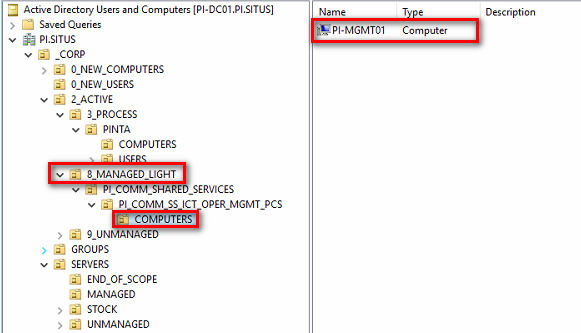 Active Directory Users and Computers [PI-DC01.PI.SITUS]
Saved Queries
PI.SITUS
_CORP
0_NEW_COMPUTERS
0_NEW_USERS
2_ACTIVE
3_PROCESS
PINTA
COMPUTERS
USERS
8_MANAGED_LIGHT
PI_COMM_SHARED_SERVICES
PI_COMM_SS_ICT_OPER_MGMT_PCS
COMPUTERS
9_UNMANAGED
GROUPS
SERVERS
END_OF_SCOPE
MANAGED
STOCK
UNMANAGED
Name Type Description
PI-MGMT01 Computer